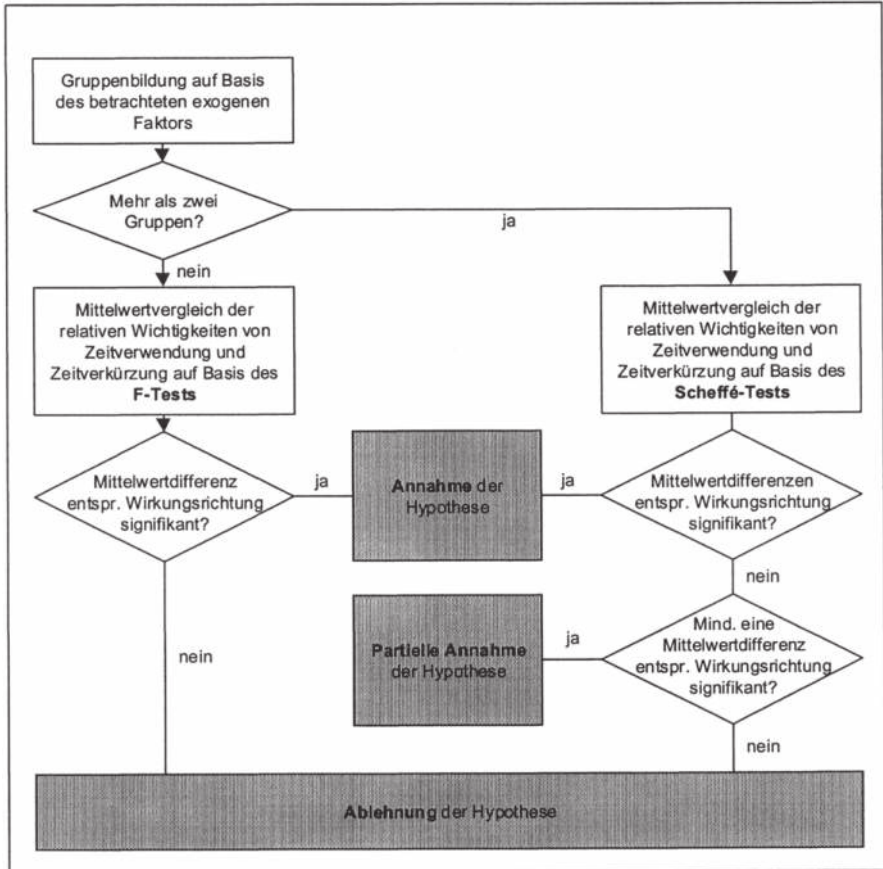 Gruppenbildung auf Basis
des betrachteten exogenen
Faktors
Mehr als zwei
Gruppen?
ja
nein
Mittelwertvergleich der
relativen Wichtigkeiten von
Zeitverwendung und
Zeitverkürzung auf Basis des
F-Tests
Mittelwertvergleich der
relativen Wichtigkeiten von
Zeitverwendung und
Zeitverkürzung auf Basis des
Scheffé-Tests
Mittelwertdifferenz
entspr. Wirkungsrichtung
signifikant?
ja
Annahme der
Hypothese
ja
Mittelwertdifferenzen
entspr. Wirkungsrichtung
signifikant?
nein
nein
Partielle Annahme
der Hypothese
ja
Mind. eine
Mittelwertdifferenz
entspr. Wirkungsrichtung
signifikant?
nein
Ablehnung der Hypothese